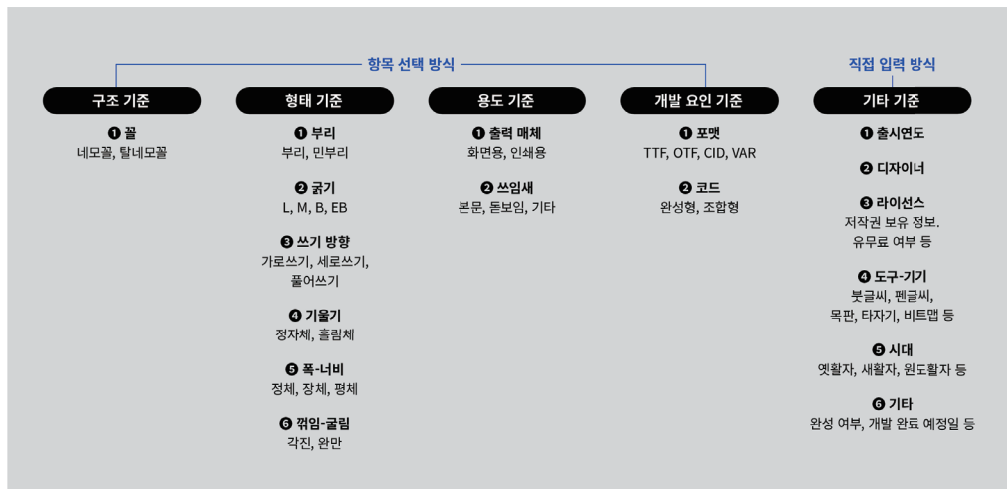 항목 선택 방식
직접 입력 방식
구조 기준
❶ 꼴
네모꼴, 탈네모꼴
형태 기준
❶ 부리
부리, 민부리
❷ 굵기
L, M, B, EB
❸ 쓰기 방향
가로쓰기, 세로쓰기,
풀어쓰기
❹ 기울기
정자체, 흘림체
❺ 폭-너비
정체, 장체, 평체
❻ 꺾임-굴림
각진, 완만
용도 기준
❶ 출력 매체
화면용, 인쇄용
❷ 쓰임새
본문, 돋보임, 기타
개발 요인 기준
❶ 포맷
TTF, OTF, CID, VAR
❷ 코드
완성형, 조합형
기타 기준
❶ 출시연도
❷ 디자이너
❸ 라이선스
저작권 보유 정보.
유무료 여부 등
❹ 도구-기기
붓글씨, 펜글씨,
목판, 타자기, 비트맵 등
❺ 시대
옛활자, 새활자, 원도활자 등
❻ 기타
완성 여부, 개발 완료 예정일 등